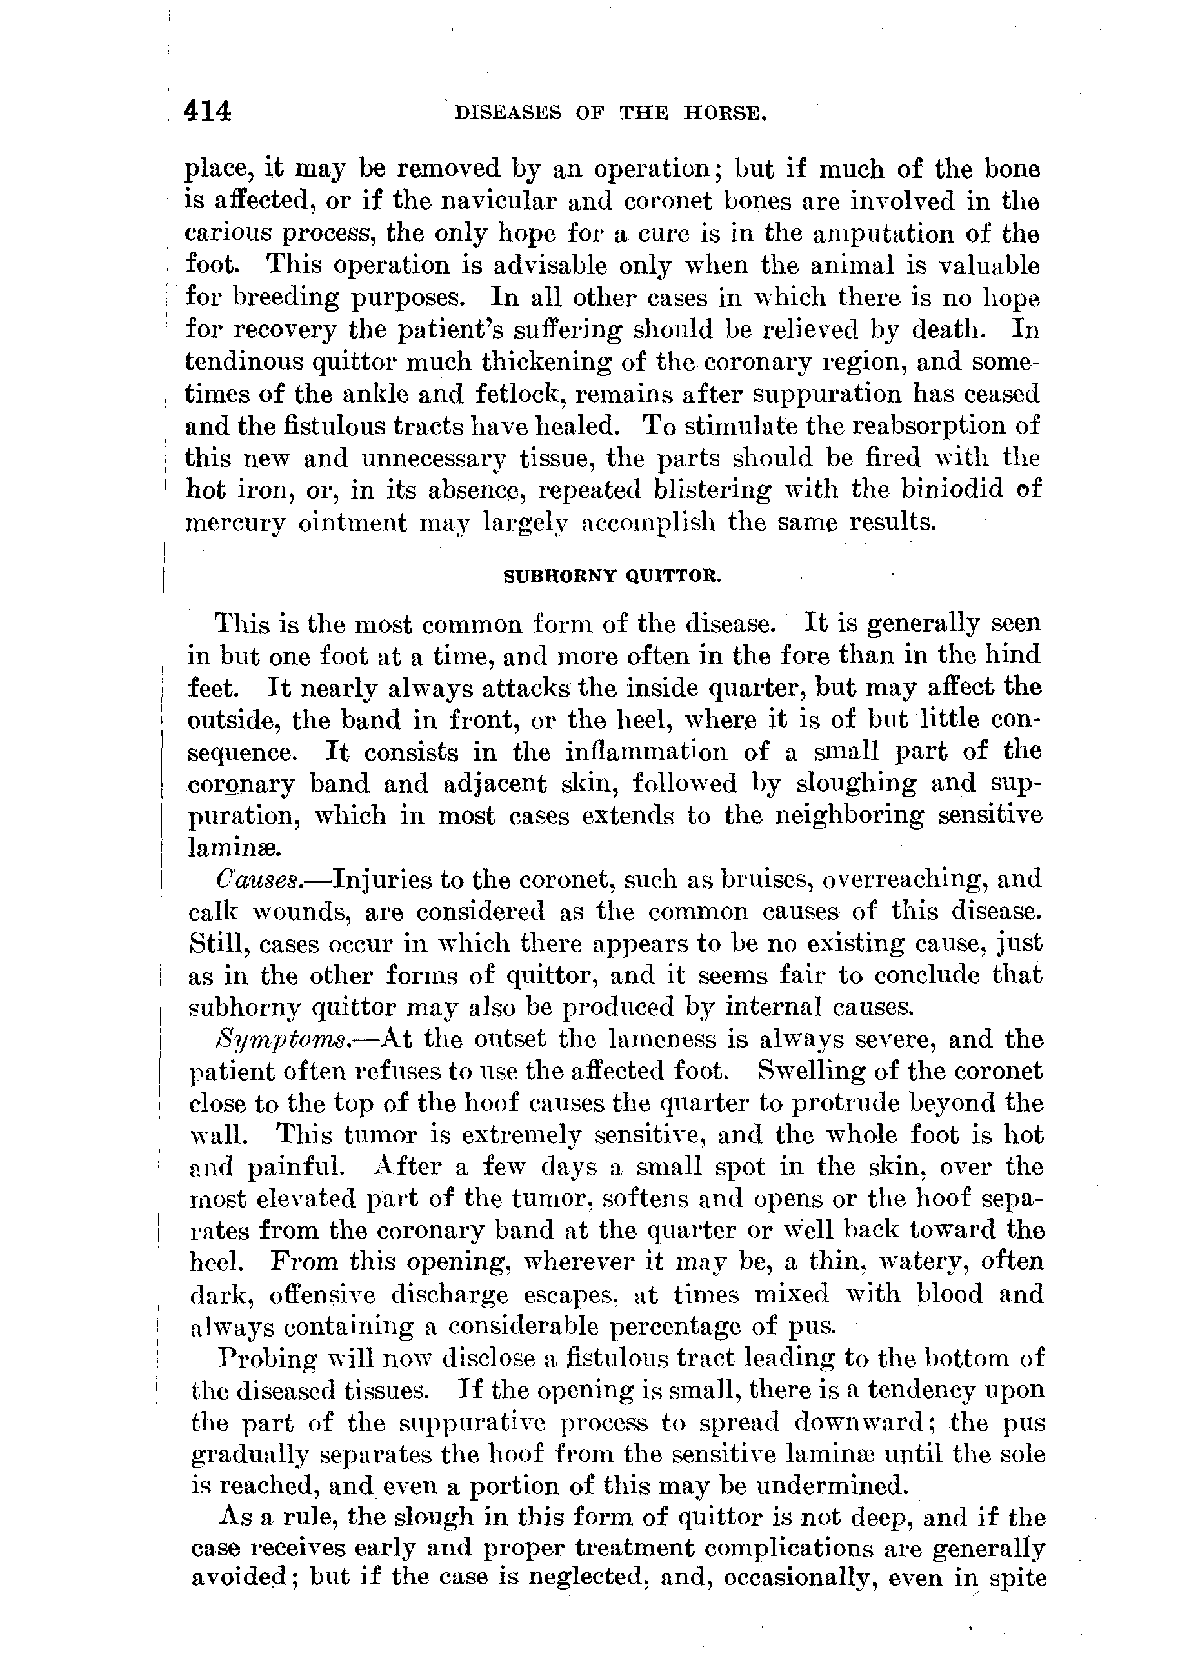 414 DISEASES OF THE HORSE.
place, it may be removed by an operation; but if much of the bone
is affected, or if the navicular and coronet bones are involved in the
carious process, the only hope for a cure is in the amputation of the
foot. This operation is advisable only when the animal is valuable
for breeding purposes. In all other cases in which there is no hope
for recovery the patient's suffering should be relieved by death. In
tendinous quittor much thickening of the coronary region, and some-
times of the ankle and fetlock, remains after suppuration has ceased
and the fistulous tracts have healed. To stimulate the reabsorption of
this new and unnecessary tissue, the parts should be fired with the
hot iron, or, in its absence, repeated blistering with the biniodid of
mercury ointment may largely accomplish the same results.
SUBHORNY QUITTOR.
This is the most common form of the disease. It is generally seen
in but one foot at a time, and more often in the fore than in the hind
feet. It nearly always attacks the inside quarter, but may affect the
outside, the band in front, or the heel, where it is of but little con-
sequence. It consists in the inflammation of a small part of the
coronary band and adjacent skin, followed by sloughing and sup-
puration, which in most cases extends to the neighboring sensitive
laminæ.
Causes.—Injuries to the coronet, such as bruises, overreaching, and
calk wounds, are considered as the common causes of this disease.
Still, cases occur in which there appears to be no existing cause, just
as in the other forms of quittor, and it seems fair to conclude that
subhorny quittor may also be produced by internal causes.
Symptoms.—At the outset the lameness is always severe, and the
patient often refuses to use the affected foot. Swelling of the coronet
close to the top of the hoof causes the quarter to protrude beyond the
wall. This tumor is extremely sensitive, and the whole foot is hot
and painful. After a few days a small spot in the skin, over the
most elevated part of the tumor, softens and opens or the hoof sepa-
rates from the coronary band at the quarter or well back toward the
heel. From this opening, wherever it may be, a thin, watery, often
dark, offensive discharge escapes, at times mixed with blood and
always containing a considerable percentage of pus.
Probing will now disclose a fistulous tract leading to the bottom of
the diseased tissues. If the opening is small, there is a tendency upon
the part of the suppurative process to spread downward; the pus
gradually separates the hoof from the sensitive laminæ until the sole
is reached, and even a portion of this may be undermined.
As a rule, the slough in this form of quittor is not deep, and if the
case receives early and proper treatment complications are generally
avoided; but if the case is neglected, and, occasionally, even in spite